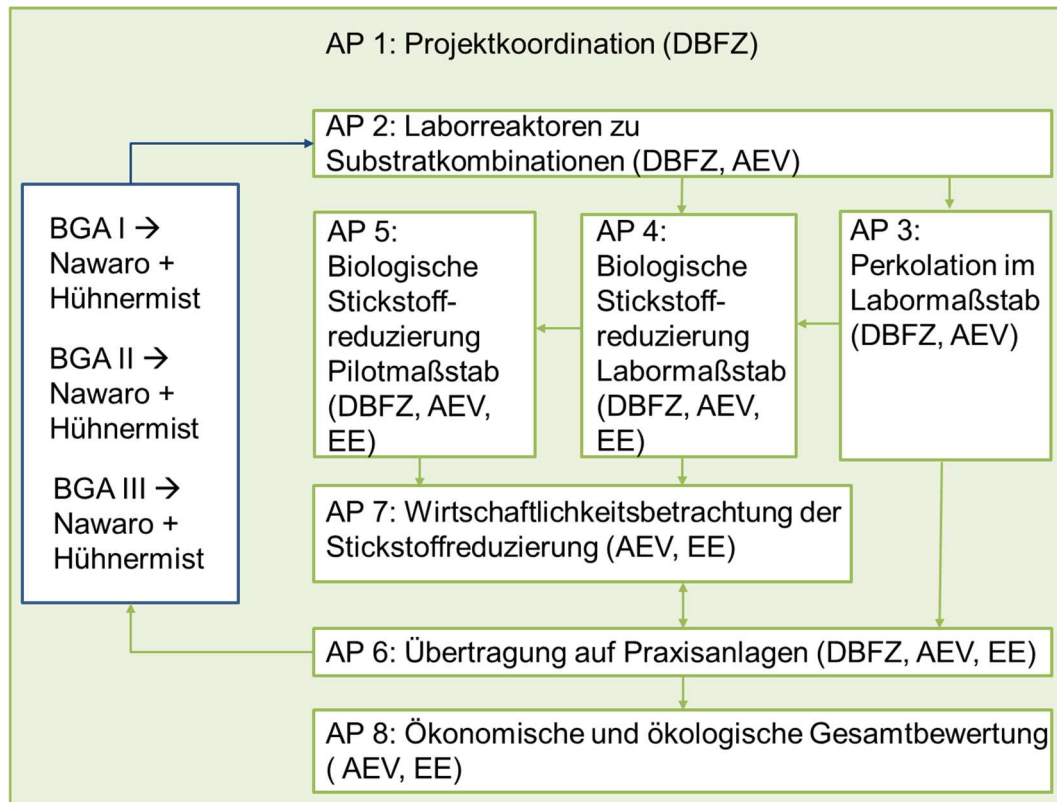 AP 1: Projektkoordination (DBFZ)
AP 2: Laborreaktoren zu
Substratkombinationen (DBFZ, AEV)
BGA I →
Nawaro +
Hühnermist
BGA II →
Nawaro +
Hühnermist
BGA III →
Nawaro +
Hühnermist
AP 5:
Biologische
Stickstoff-
reduzierung
Pilotmaßstab
(DBFZ, AEV,
EE)
AP 4:
Biologische
Stickstoff-
reduzierung
Labormaßstab
(DBFZ, AEV,
EE)
AP 3:
Perkolation im
Labormaßstab
(DBFZ, AEV)
AP 7: Wirtschaftlichkeitsbetrachtung der
Stickstoffreduzierung (AEV, EE)
AP 6: Übertragung auf Praxisanlagen (DBFZ, AEV, EE)
AP 8: Ökonomische und ökologische Gesamtbewertung
( AEV, EE)